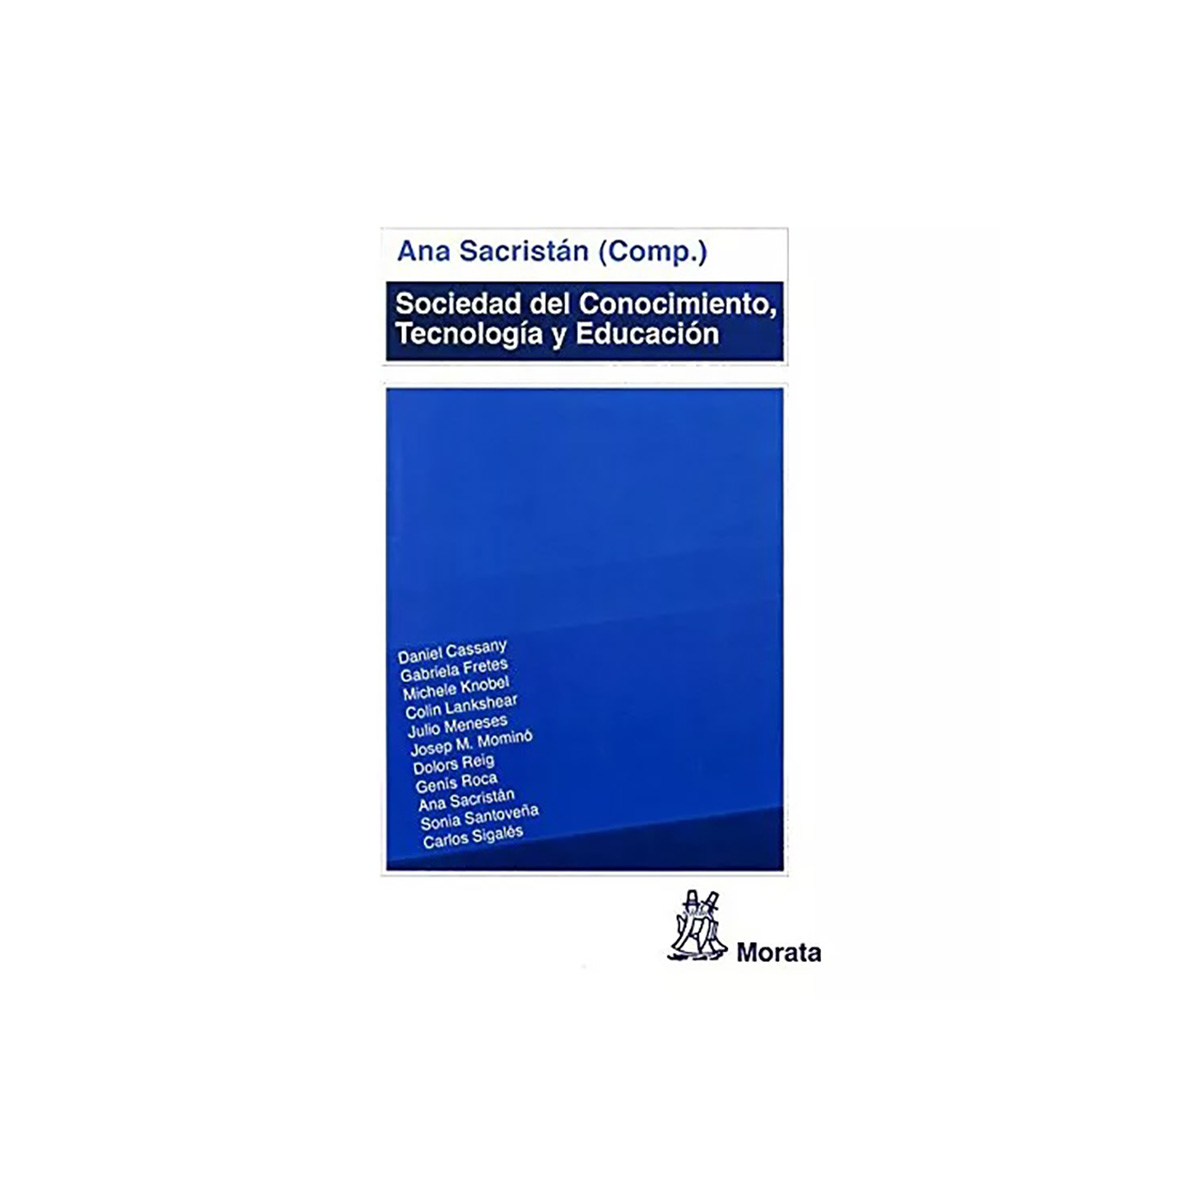 Ana Sacristán (Comp.)
Sociedad del Conocimiento,
Tecnología y Educación
Daniel Cassany
Gabriela Fretes
Michele Knobel
Colin Lankshear
Julio Meneses
Josep M. Mominó
Dolors Reig
Genís Roca
Ana Sacristán
Sonia Santoveña
Carlos Sigalés
Morata